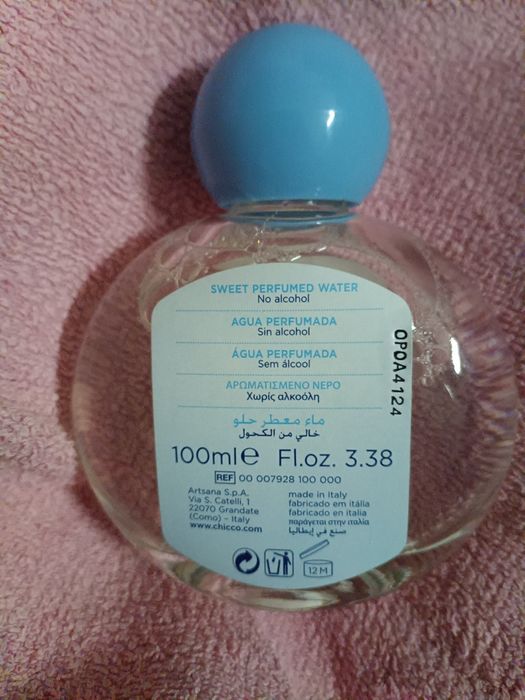 SWEET PERFUMED WATER
No alcohol
AGUA PERFUMADA
Sin alcohol
ÁGUA PERFUMADA
Sem álcool
ΑΡΩΜΑΤΙΣΜΕΝΟ ΝΕΡΟ
Χωρίς αλκοόλη
ماء معطر حلو
خالي من الكحول
100ml℮ Fl.oz. 3.38
REF 00 007928 100 000
Artsana S.p.A.
Via S. Catelli, 1
22070 Grandate
(Como) - Italy
www.chicco.com
made in Italy
fabricado em itália
fabricado en italia
παράγεται στην ιταλία
صنع في إيطاليا
12 M
OP0A4124